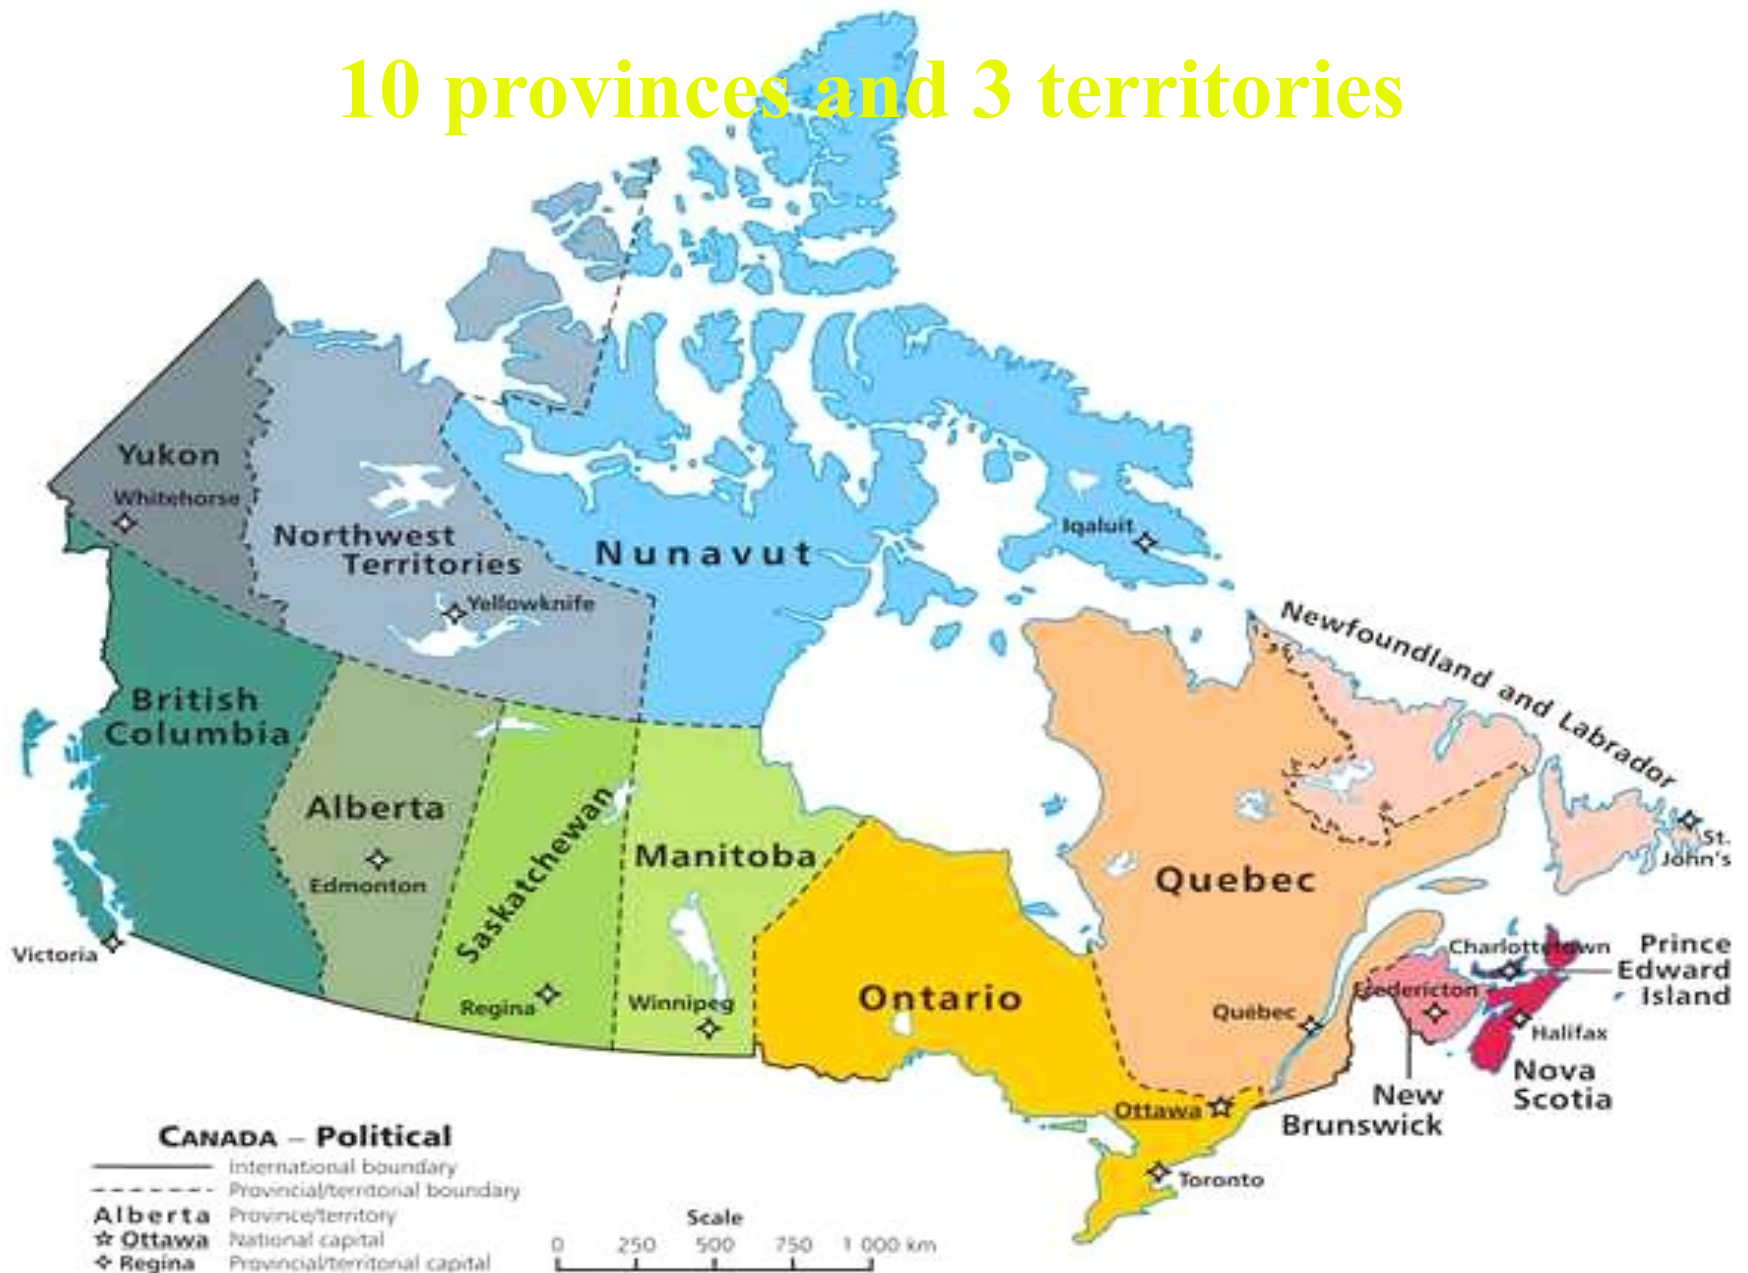 10 provinces and 3 territories
Yukon
Whitehorse
Northwest
Territories
Yellowknife
Nunavut
Iqaluit
Newfoundland and Labrador
St.
John's
British
Columbia
Victoria
Alberta
Edmonton
Saskatchewan
Regina
Manitoba
Winnipeg
Ontario
Ottawa
Toronto
Quebec
Québec
Charlottetown
Prince
Edward
Island
Fredericton
Halifax
Nova
Scotia
New
Brunswick
CANADA – Political
International boundary
Provincial/territorial boundary
Alberta Province/territory
Ottawa National capital
Regina Provincial/territorial capital
Scale
0 250 500 750 1 000 km